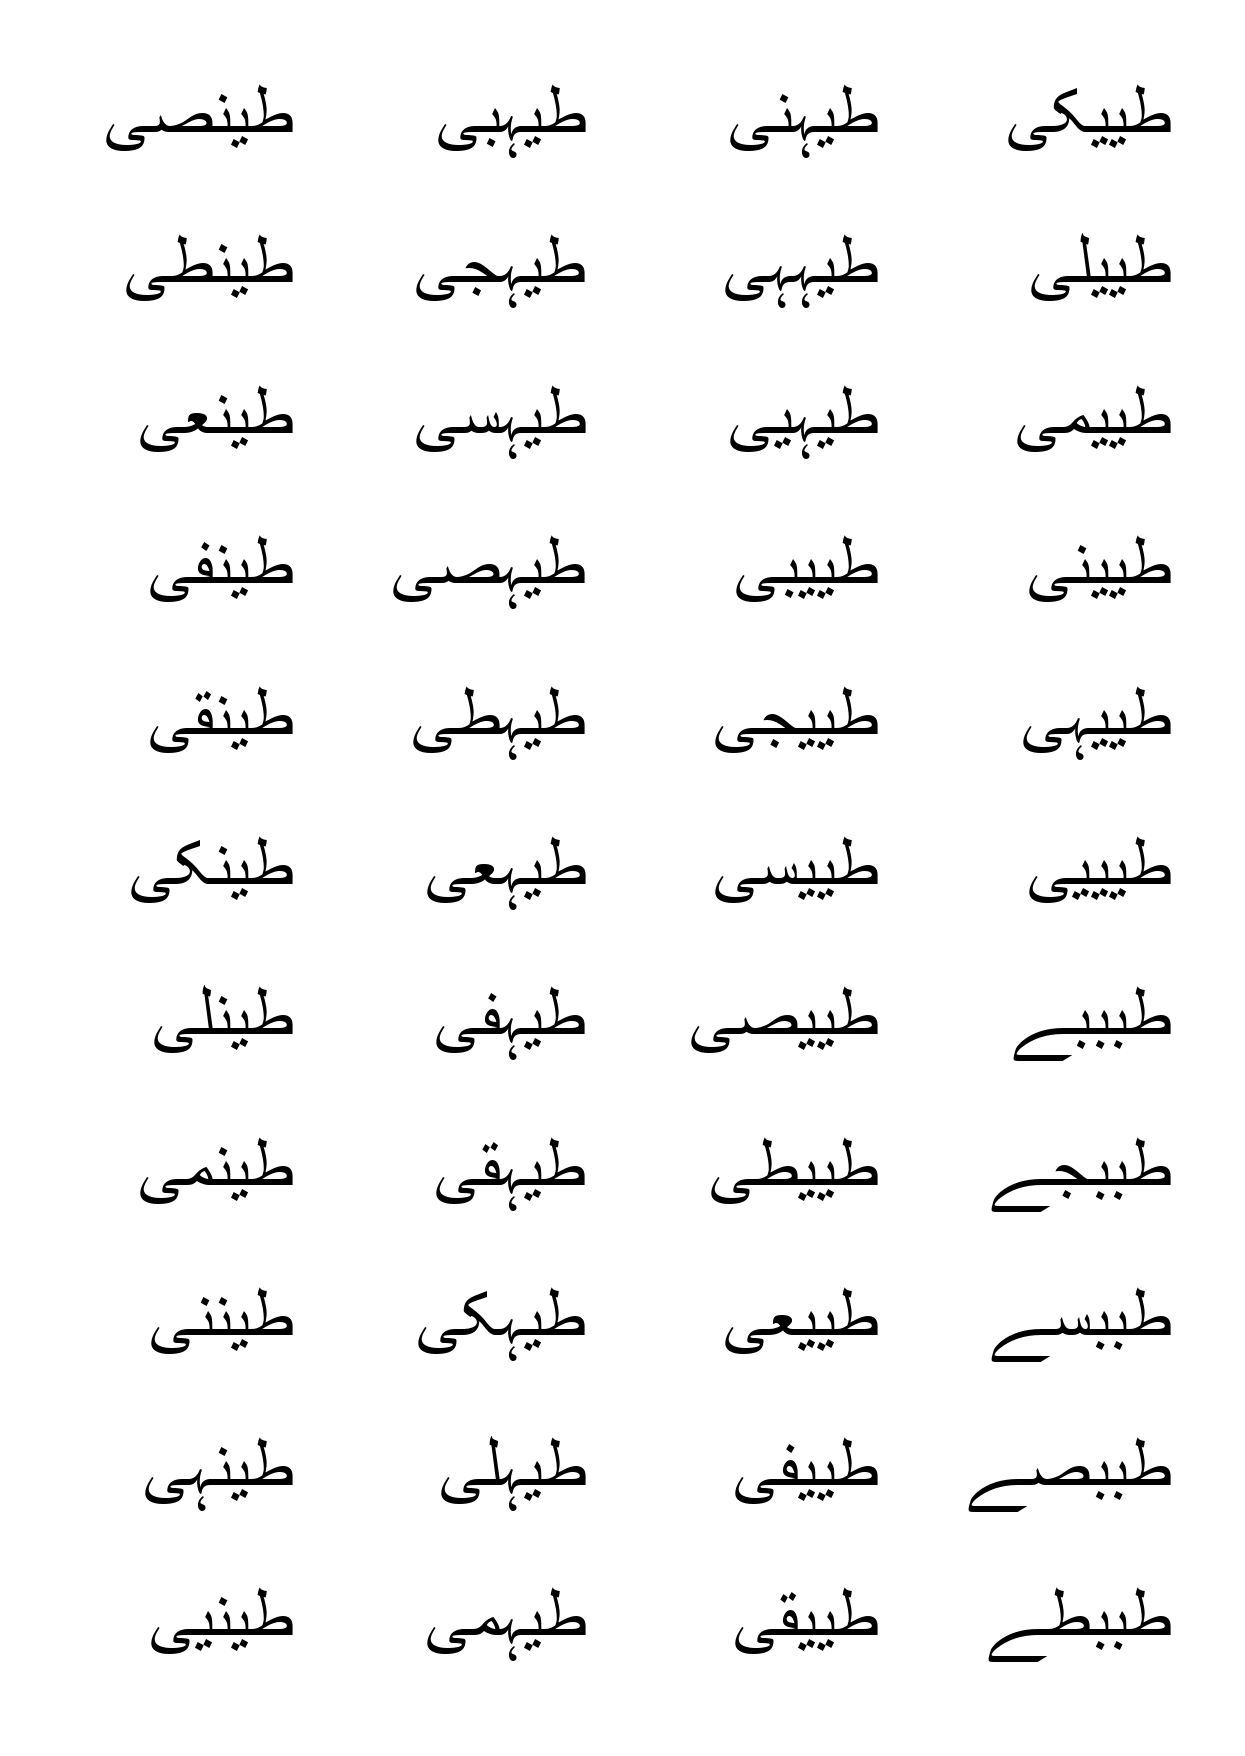 طییکی طیہنی طیہبی طینصی
طییلی طیہہی طیہجی طینطی
طییمی طیہیی طیہسی طینعی
طیینی طییبی طیہصی طینفی
طییہی طییجی طیہطی طینقی
طیییی طییسی طیہعی طینکی
طبببے طییصی طیہفی طینلی
طببجے طییطی طیہقی طینمی
طببسے طییعی طیہکی طیننی
طببصے طییفی طیہلی طینہی
طببطے طییقی طیہمی طینیی